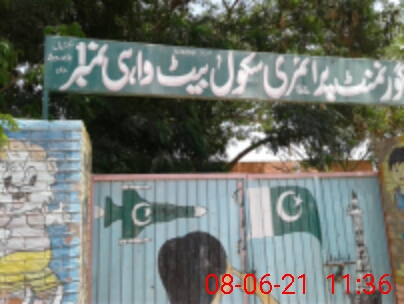 گورنمنٹ پرائمری سکول بیٹ واہی نمبر
08-06-21 11:36